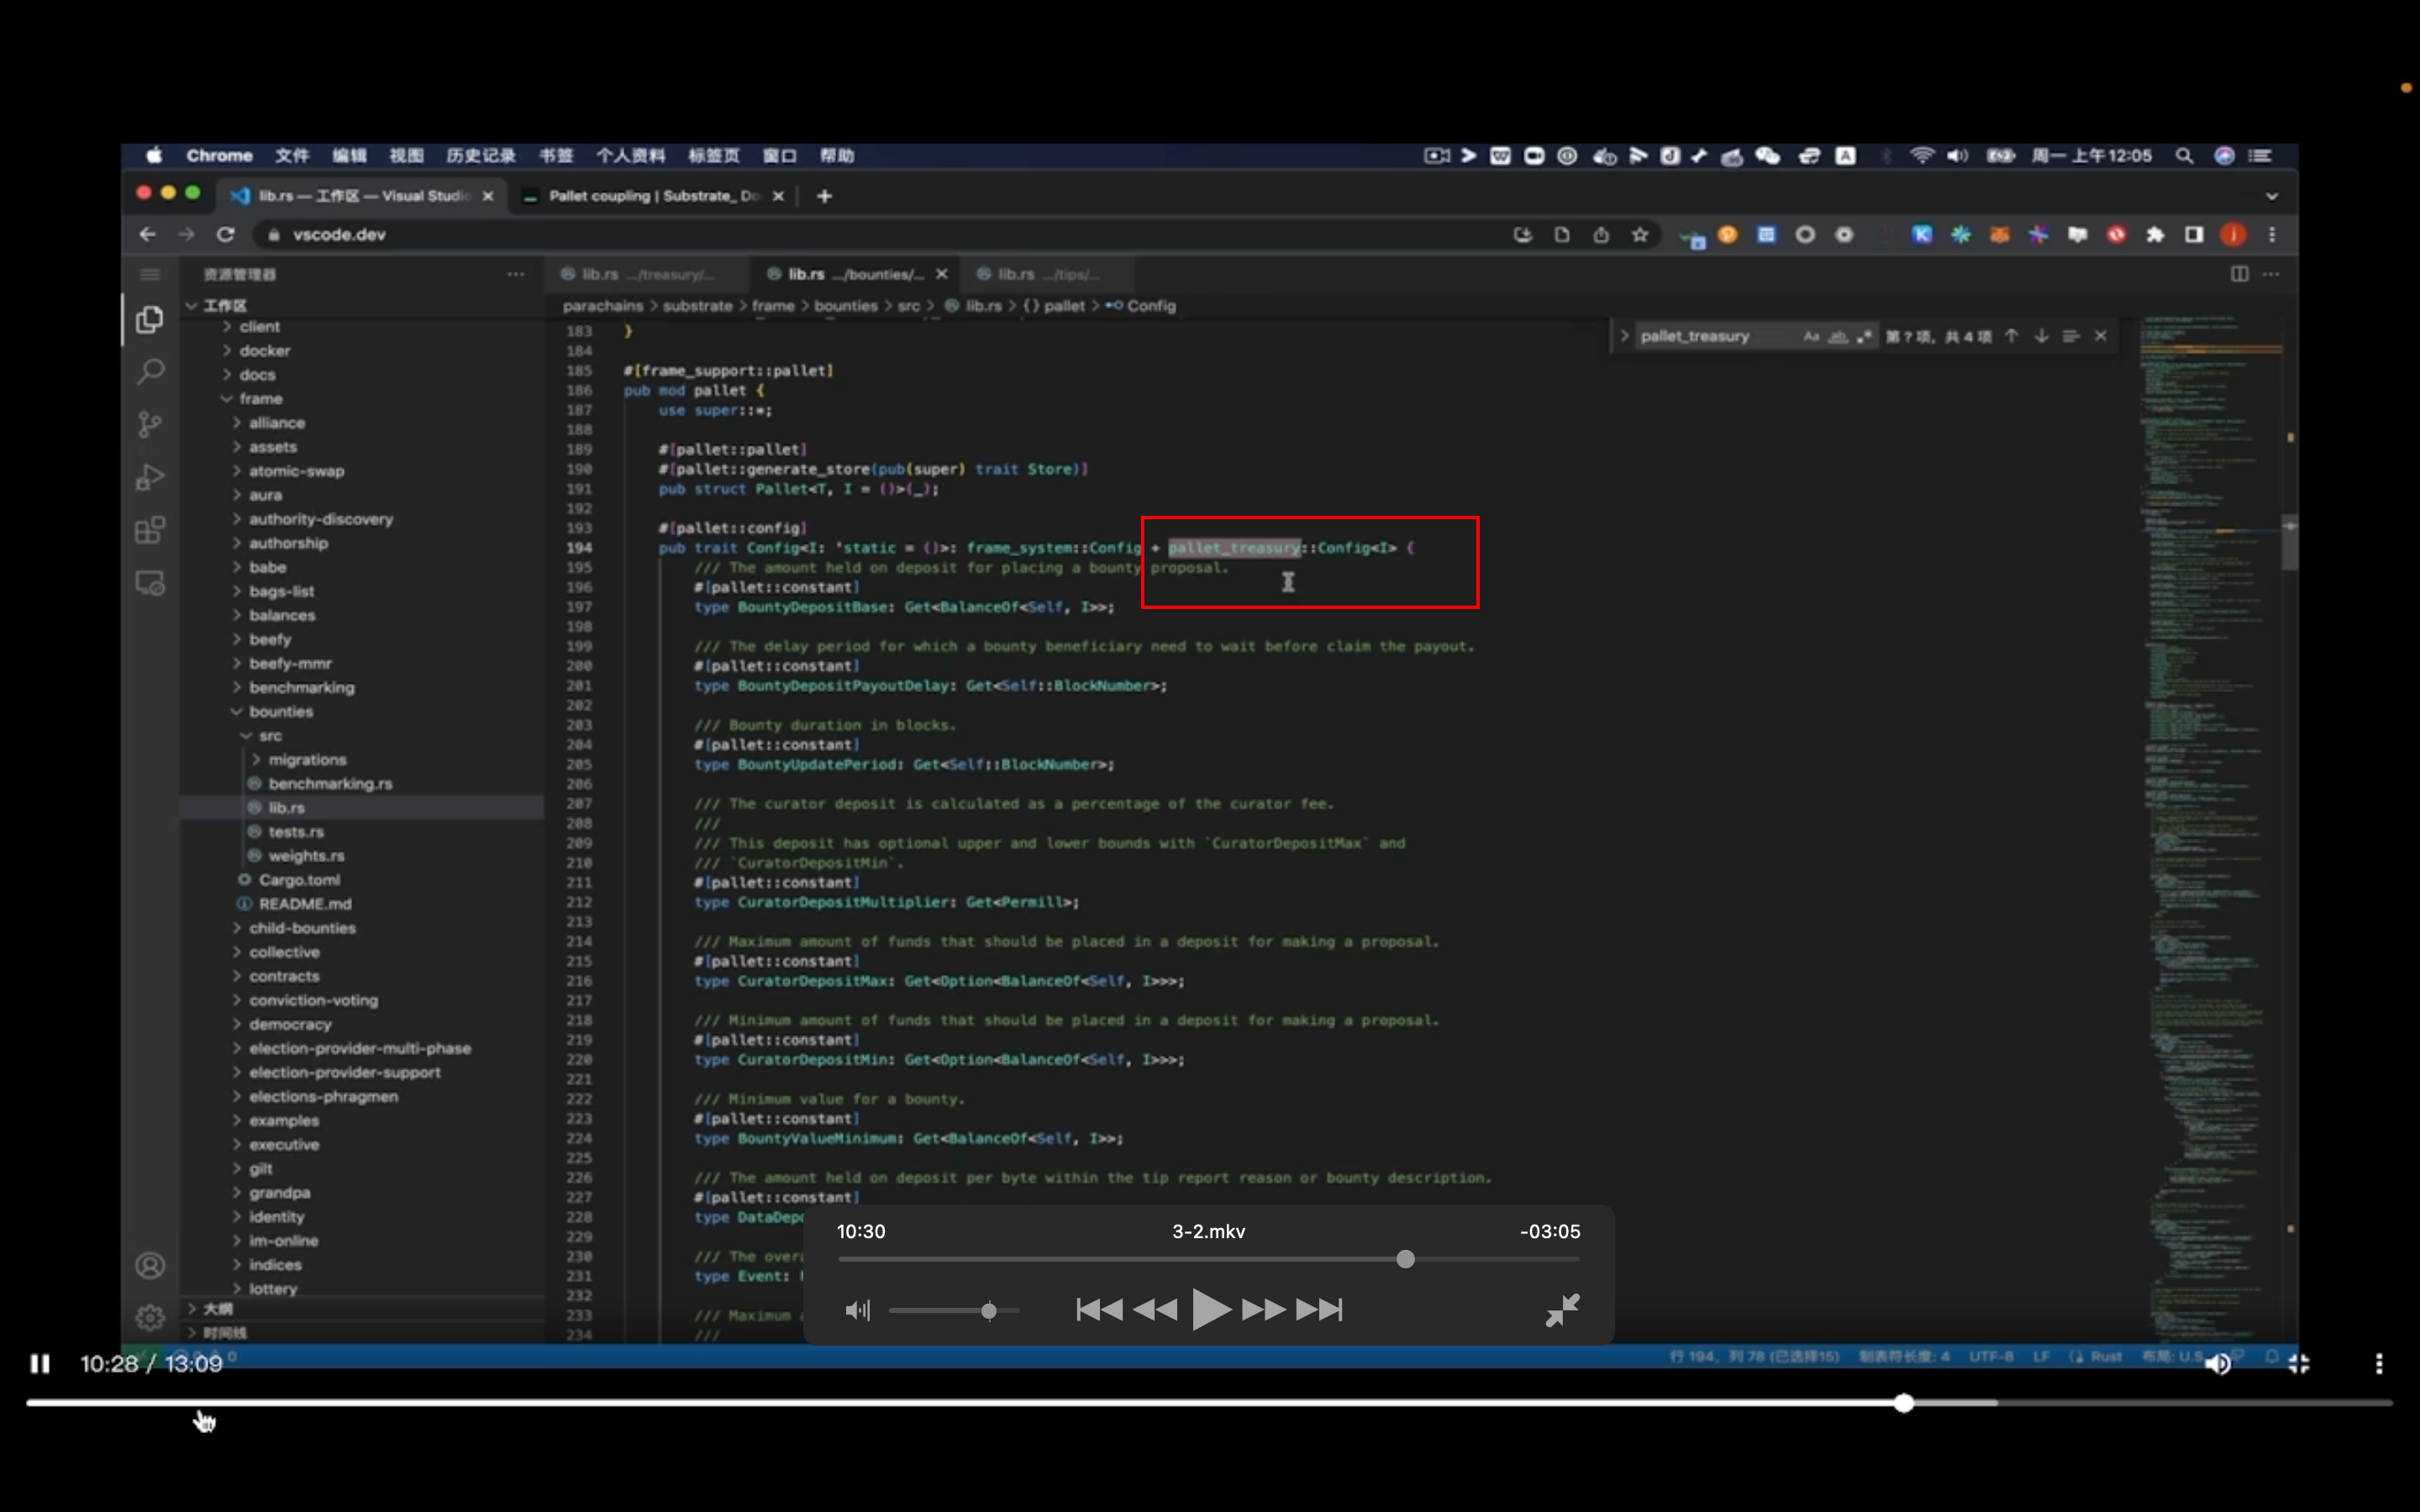 Chrome 文件 编辑 视图 历史记录 书签 个人资料 标签页 窗口 帮助 周一 上午12:05
lib.rs — 工作区 — Visual Studio Pallet coupling | Substrate_ Do
vscode.dev
资源管理器
lib.rs .../treasury/... lib.rs .../bounties/... lib.rs .../tips/...
工作区
parachains > substrate > frame > bounties > src > lib.rs > {} pallet > Config
client
docker
docs
frame
alliance
assets
atomic-swap
aura
authority-discovery
authorship
babe
bags-list
balances
beefy
beefy-mmr
benchmarking
bounties
src
migrations
benchmarking.rs
lib.rs
tests.rs
weights.rs
Cargo.toml
README.md
child-bounties
collective
contracts
conviction-voting
democracy
election-provider-multi-phase
election-provider-support
elections-phragmen
examples
executive
gilt
grandpa
identity
im-online
indices
lottery
大纲
时间线
pallet_treasury Aa ab .* 第 ? 项, 共 4 项
183 }
184
185 #[frame_support::pallet]
186 pub mod pallet {
187 use super::*;
188
189 #[pallet::pallet]
190 #[pallet::generate_store(pub(super) trait Store)]
191 pub struct Pallet<T, I = ()>(_);
192
193 #[pallet::config]
194 pub trait Config<I: 'static = ()>: frame_system::Config + pallet_treasury::Config<I> {
195 /// The amount held on deposit for placing a bounty proposal.
196 #[pallet::constant]
197 type BountyDepositBase: Get<BalanceOf<Self, I>>;
198
199 /// The delay period for which a bounty beneficiary need to wait before claim the payout.
200 #[pallet::constant]
201 type BountyDepositPayoutDelay: Get<Self::BlockNumber>;
202
203 /// Bounty duration in blocks.
204 #[pallet::constant]
205 type BountyUpdatePeriod: Get<Self::BlockNumber>;
206
207 /// The curator deposit is calculated as a percentage of the curator fee.
208 ///
209 /// This deposit has optional upper and lower bounds with `CuratorDepositMax` and
210 /// `CuratorDepositMin`.
211 #[pallet::constant]
212 type CuratorDepositMultiplier: Get<Permill>;
213
214 /// Maximum amount of funds that should be placed in a deposit for making a proposal.
215 #[pallet::constant]
216 type CuratorDepositMax: Get<Option<BalanceOf<Self, I>>>;
217
218 /// Minimum amount of funds that should be placed in a deposit for making a proposal.
219 #[pallet::constant]
220 type CuratorDepositMin: Get<Option<BalanceOf<Self, I>>>;
221
222 /// Minimum value for a bounty.
223 #[pallet::constant]
224 type BountyValueMinimum: Get<BalanceOf<Self, I>>;
225
226 /// The amount held on deposit per byte within the tip report reason or bounty description.
227 #[pallet::constant]
228 type DataDepo
229
230 /// The overa
231 type Event:
232
233 /// Maximum
234 ///
10:30 3-2.mkv -03:05
行 194, 列 78 (已选择15) 制表符长度: 4 UTF-8 LF Rust 布局: U.S.
10:28 / 13:09